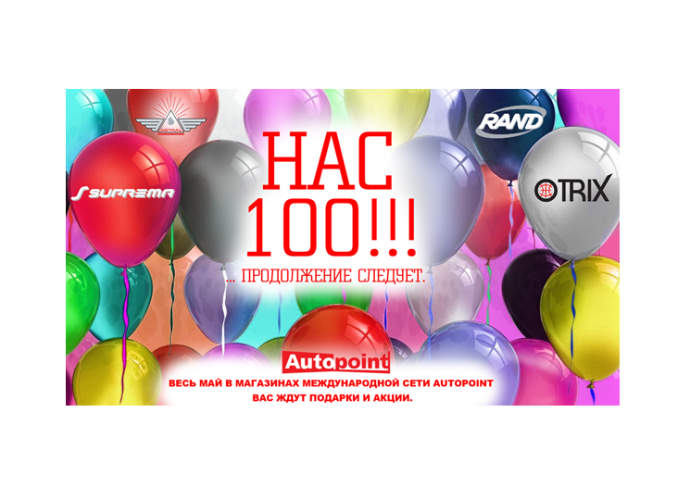 RAND
SUPREMA
OTRIX
НАС
100!!!
... ПРОДОЛЖЕНИЕ СЛЕДУЕТ.
Autopoint
ВЕСЬ МАЙ В МАГАЗИНАХ МЕЖДУНАРОДНОЙ СЕТИ AUTOPOINT
ВАС ЖДУТ ПОДАРКИ И АКЦИИ.